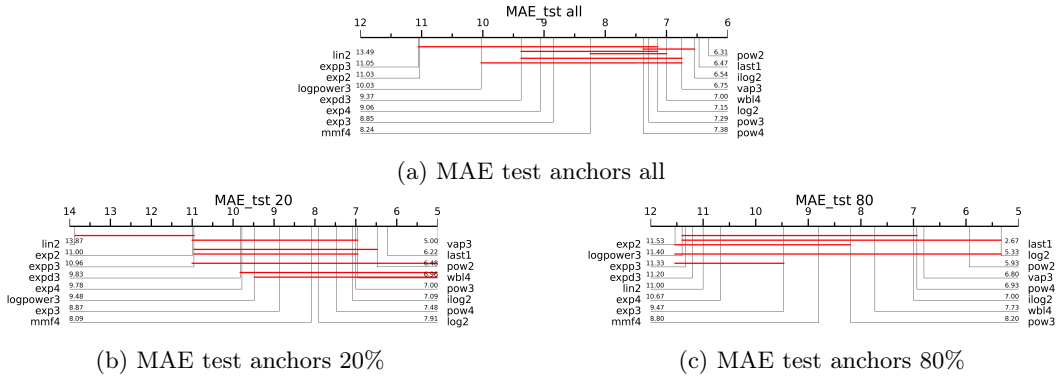 MAE_tst all
12 11 10 9 8 7 6
lin2 13.49 6.31 pow2
expp3 11.05 6.47 last1
exp2 11.03 6.54 ilog2
logpower3 10.03 6.75 vap3
expd3 9.37 7.00 wbl4
exp4 9.06 7.15 log2
exp3 8.85 7.29 pow3
mmf4 8.24 7.38 pow4
(a) MAE test anchors all
MAE_tst 20
14 13 12 11 10 9 8 7 6 5
lin2 13.87 5.00 vap3
exp2 11.00 6.22 last1
expp3 10.96 6.48 pow2
expd3 9.83 6.96 wbl4
exp4 9.78 7.00 pow3
logpower3 9.48 7.09 ilog2
exp3 8.87 7.48 pow4
mmf4 8.09 7.91 log2
(b) MAE test anchors 20%
MAE_tst 80
12 11 10 9 8 7 6 5
exp2 11.53 2.67 last1
logpower3 11.40 5.33 log2
expp3 11.33 5.93 pow2
expd3 11.20 6.80 vap3
lin2 11.00 6.93 pow4
exp4 10.67 7.00 ilog2
exp3 9.47 7.73 wbl4
mmf4 8.80 8.20 pow3
(c) MAE test anchors 80%